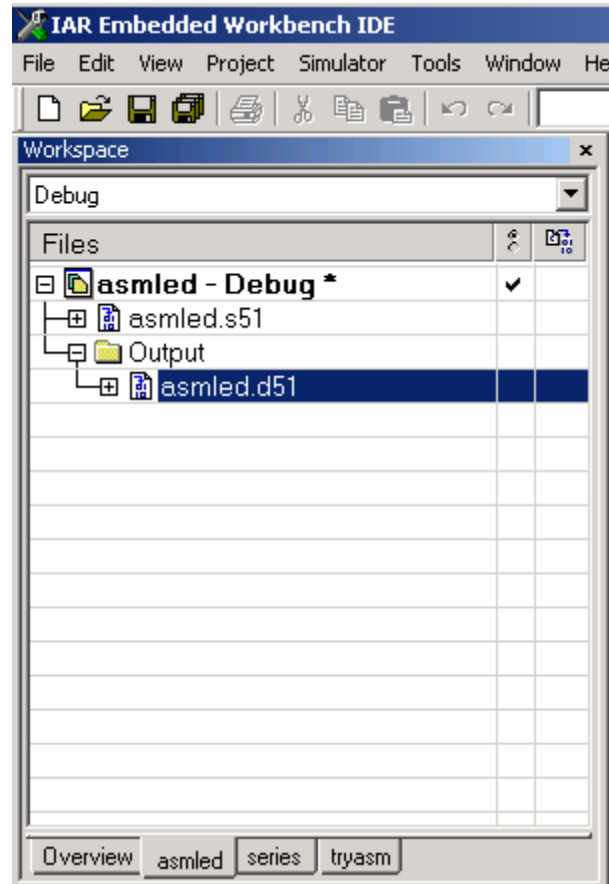 IAR Embedded Workbench IDE
File Edit View Project Simulator Tools Window He
Workspace
Debug
Files
asmled - Debug *
asmled.s51
Output
asmled.d51
Overview asmled series tryasm